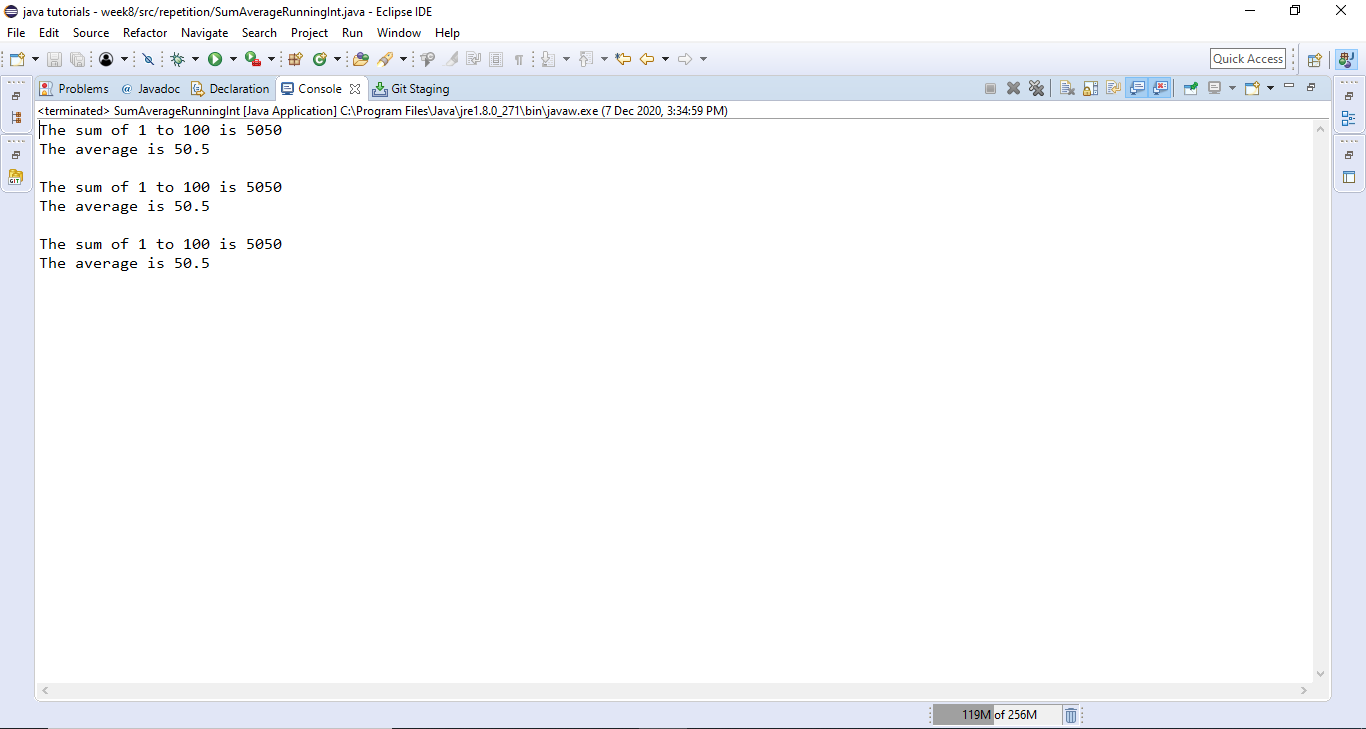 java tutorials - week8/src/repetition/SumAverageRunningInt.java - Eclipse IDE
File Edit Source Refactor Navigate Search Project Run Window Help
Quick Access
Problems @ Javadoc Declaration Console Git Staging
<terminated> SumAverageRunningInt [Java Application] C:\Program Files\Java\jre1.8.0_271\bin\javaw.exe (7 Dec 2020, 3:34:59 PM)
The sum of 1 to 100 is 5050
The average is 50.5
The sum of 1 to 100 is 5050
The average is 50.5
The sum of 1 to 100 is 5050
The average is 50.5
GIT
119M of 256M